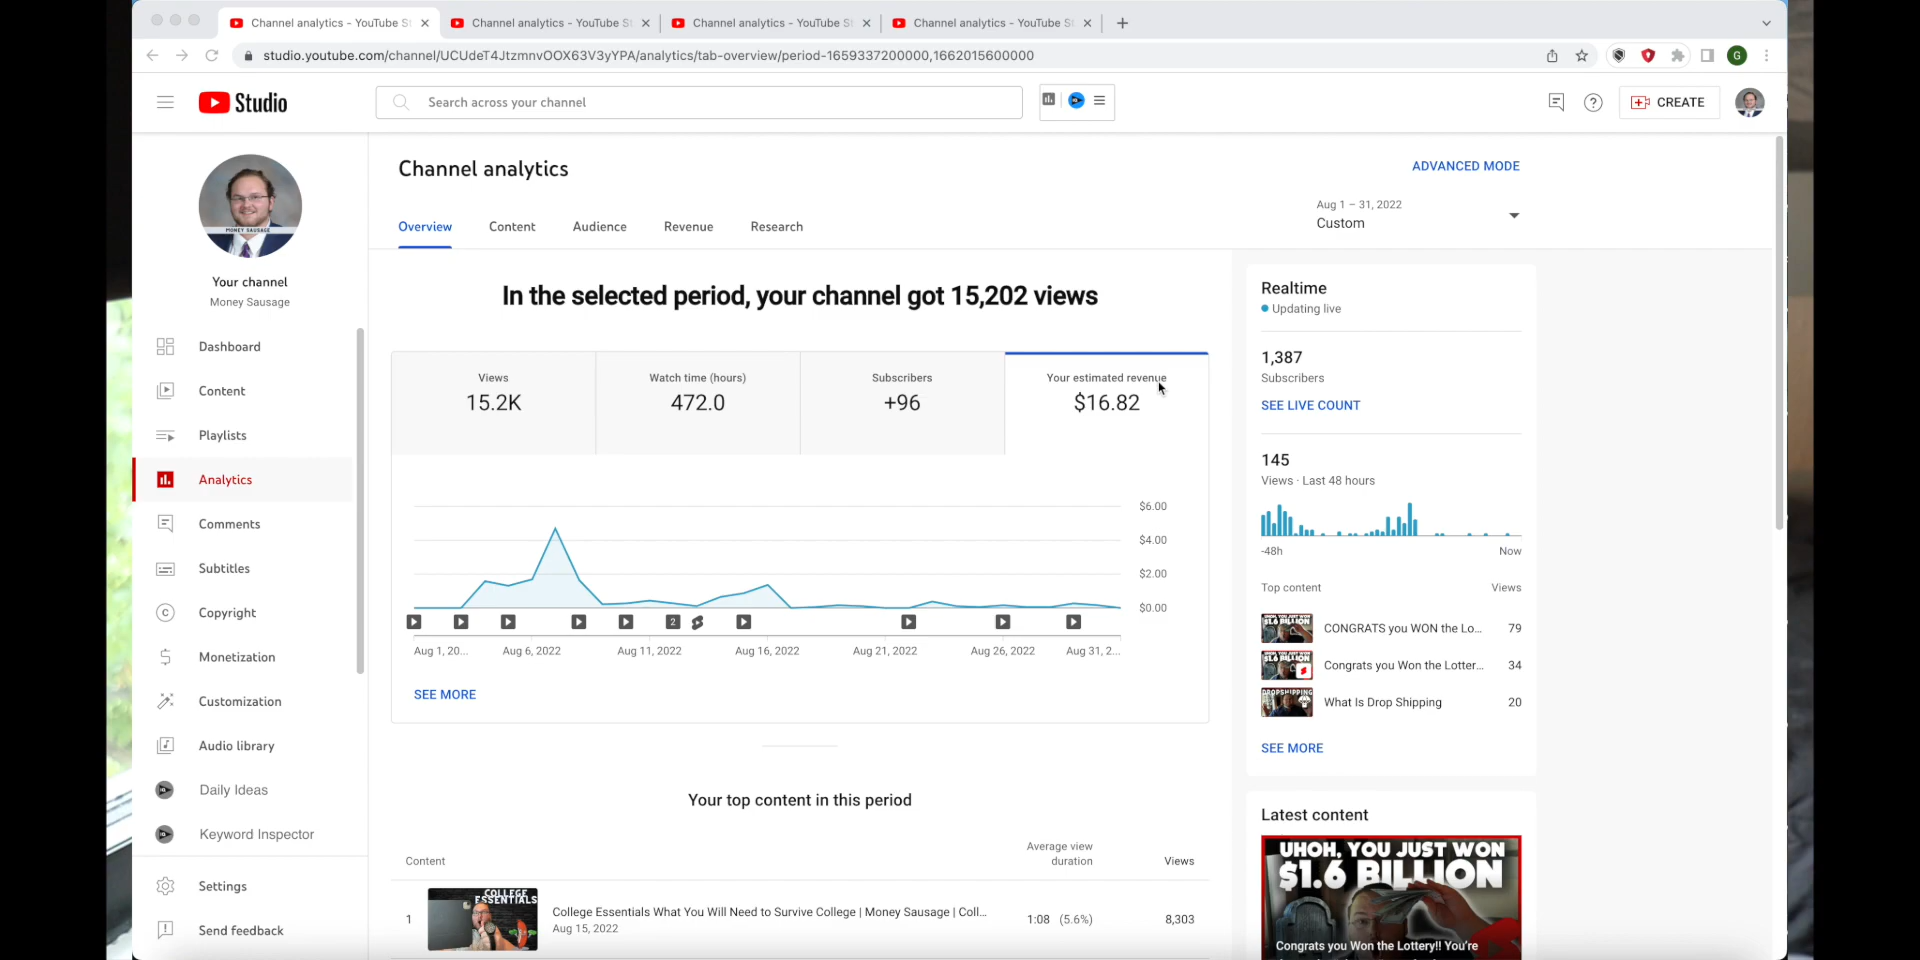 Channel analytics - YouTube St
Channel analytics - YouTube St
Channel analytics - YouTube St
Channel analytics - YouTube St
studio.youtube.com/channel/UCUdeT4JtzmnvOOX63V3yYPA/analytics/tab-overview/period-1659337200000,1662015600000
G
Studio
Search across your channel
CREATE
MONEY SAUSAGE
Your channel
Money Sausage
Dashboard
Content
Playlists
Analytics
Comments
Subtitles
Copyright
Monetization
Customization
Audio library
Daily Ideas
Keyword Inspector
Settings
Send feedback
Channel analytics
ADVANCED MODE
Overview
Content
Audience
Revenue
Research
Aug 1 – 31, 2022
Custom
In the selected period, your channel got 15,202 views
Views
15.2K
Watch time (hours)
472.0
Subscribers
+96
Your estimated revenue
$16.82
$6.00
$4.00
$2.00
$0.00
2
Aug 1, 20...
Aug 6, 2022
Aug 11, 2022
Aug 16, 2022
Aug 21, 2022
Aug 26, 2022
Aug 31, 2...
SEE MORE
Your top content in this period
Content
Average view
duration
Views
1
COLLEGE
ESSENTIALS
College Essentials What You Will Need to Survive College | Money Sausage | Coll...
Aug 15, 2022
1:08 (5.6%)
8,303
Realtime
Updating live
1,387
Subscribers
SEE LIVE COUNT
145
Views · Last 48 hours
-48h
Now
Top content
Views
CONGRATS you WON the Lo...
79
Congrats you Won the Lotter...
34
DROPSHIPPING
What Is Drop Shipping
20
SEE MORE
Latest content
UHOH, YOU JUST WON
$1.6 BILLION
Congrats you Won the Lottery!! You're